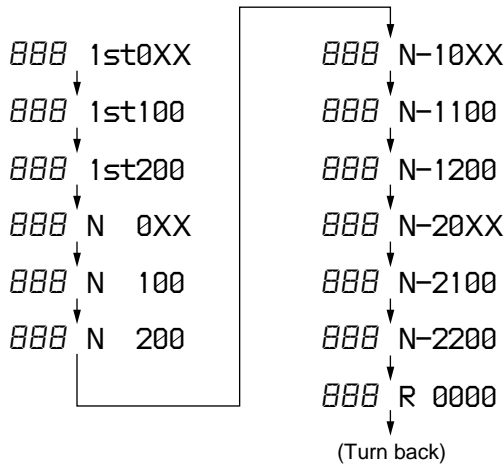 888 1st0XX
888 1st100
888 1st200
888 N 0XX
888 N 100
888 N 200
888 N-10XX
888 N-1100
888 N-1200
888 N-20XX
888 N-2100
888 N-2200
888 R 0000
(Turn back)